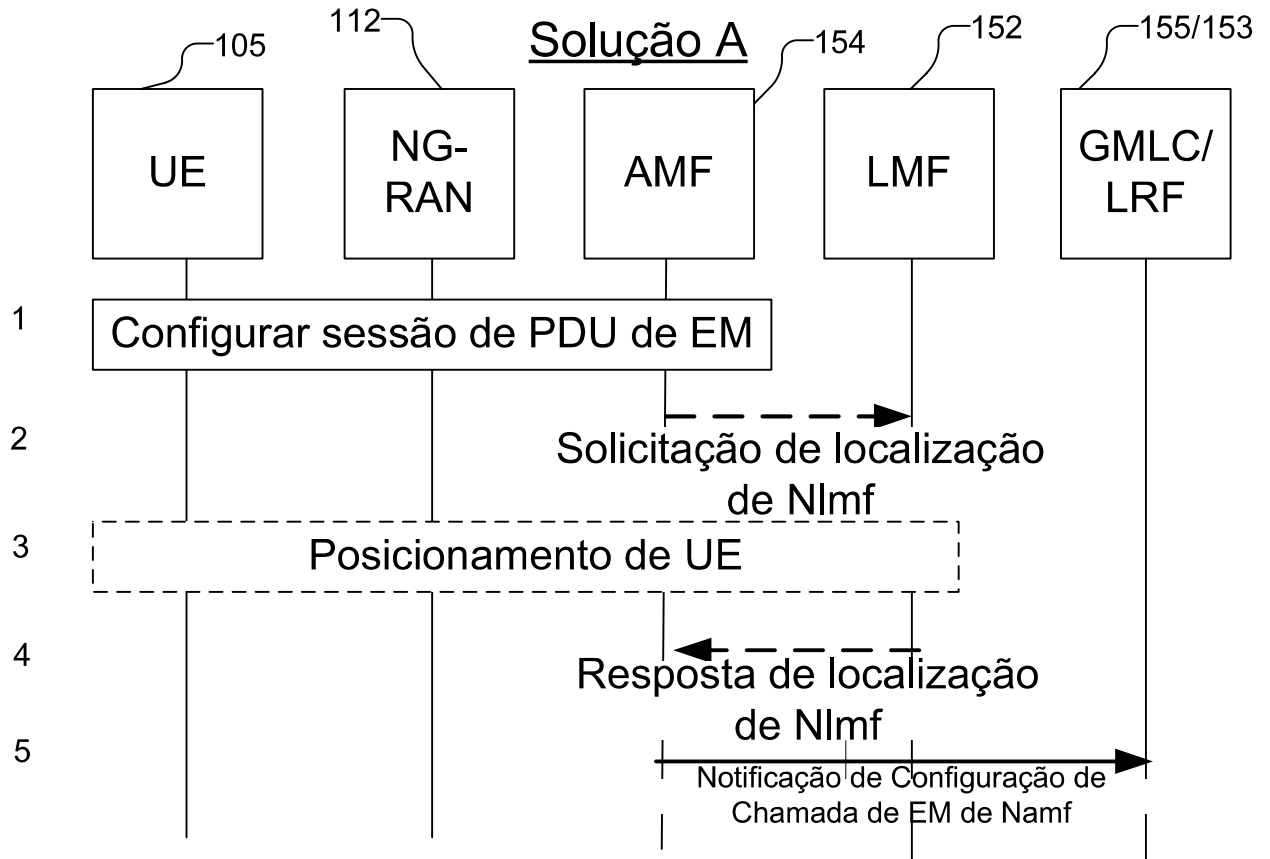 112
Solução A
105
154
152
155/153
UE
NG-
RAN
AMF
LMF
GMLC/
LRF
1
Configurar sessão de PDU de EM
2
Solicitação de localização
de Nlmf
3
Posicionamento de UE
4
Resposta de localização
de Nlmf
5
Notificação de Configuração de
Chamada de EM de Namf